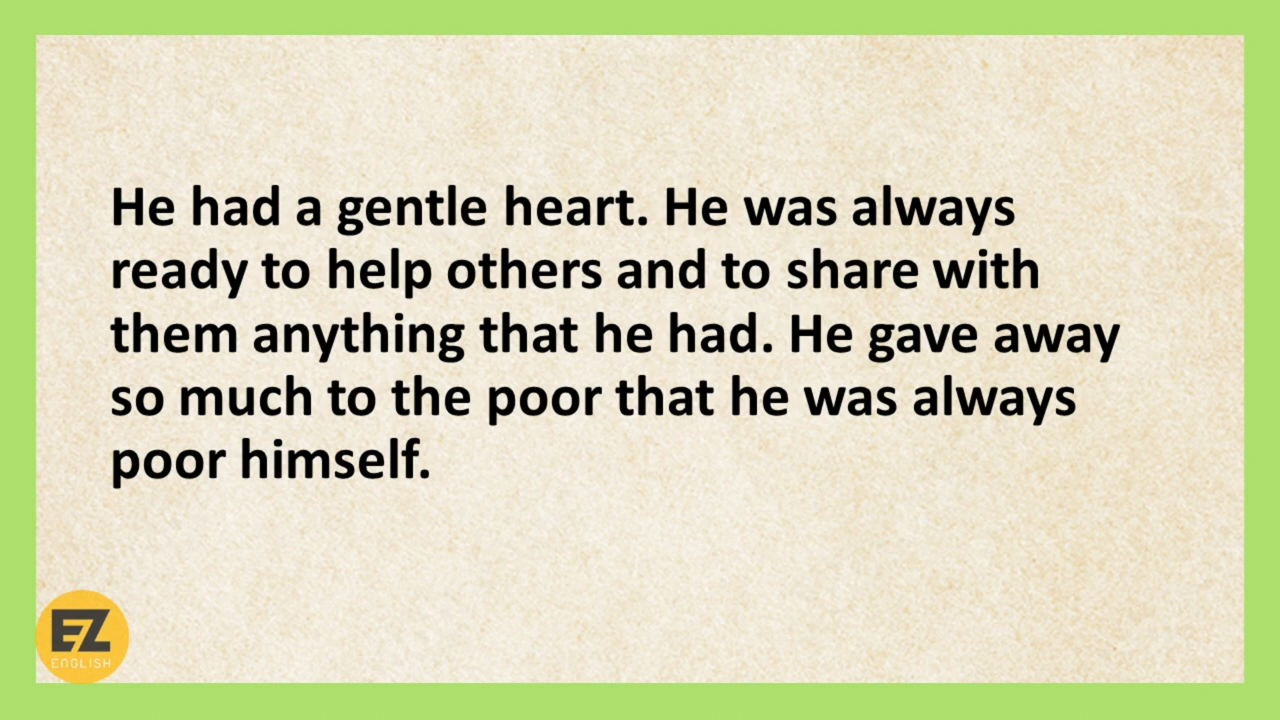 He had a gentle heart. He was always
ready to help others and to share with
them anything that he had. He gave away
so much to the poor that he was always
poor himself.
EZ
ENGLISH